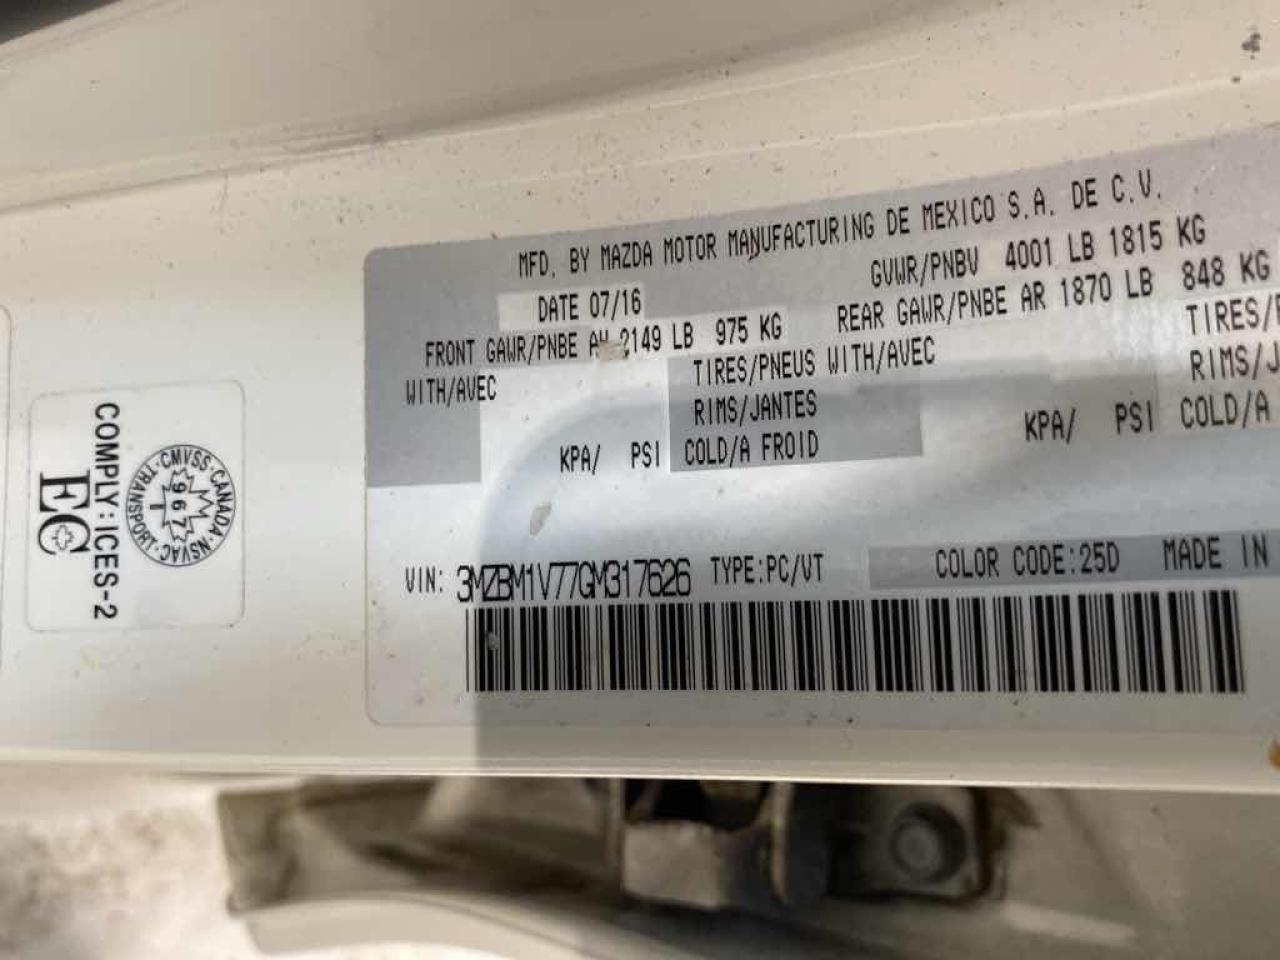 MFD. BY MAZDA MOTOR MANUFACTURING DE MEXICO S.A. DE C.V.
DATE 07/16 GVWR/PNBV 4001 LB 1815 KG
FRONT GAWR/PNBE AV 2149 LB 975 KG REAR GAWR/PNBE AR 1870 LB 848 KG
WITH/AVEC TIRES/PNEUS WITH/AVEC
RIMS/JANTES
KPA/ PSI COLD/A FROID KPA/ PSI COLD/A
VIN: 3MZBM1V77GM317626 TYPE:PC/VT COLOR CODE:25D MADE IN
COMPLY:ICES-2
EC
CMVSS·CANADA·NSVAC·TRANSPORT·
1967